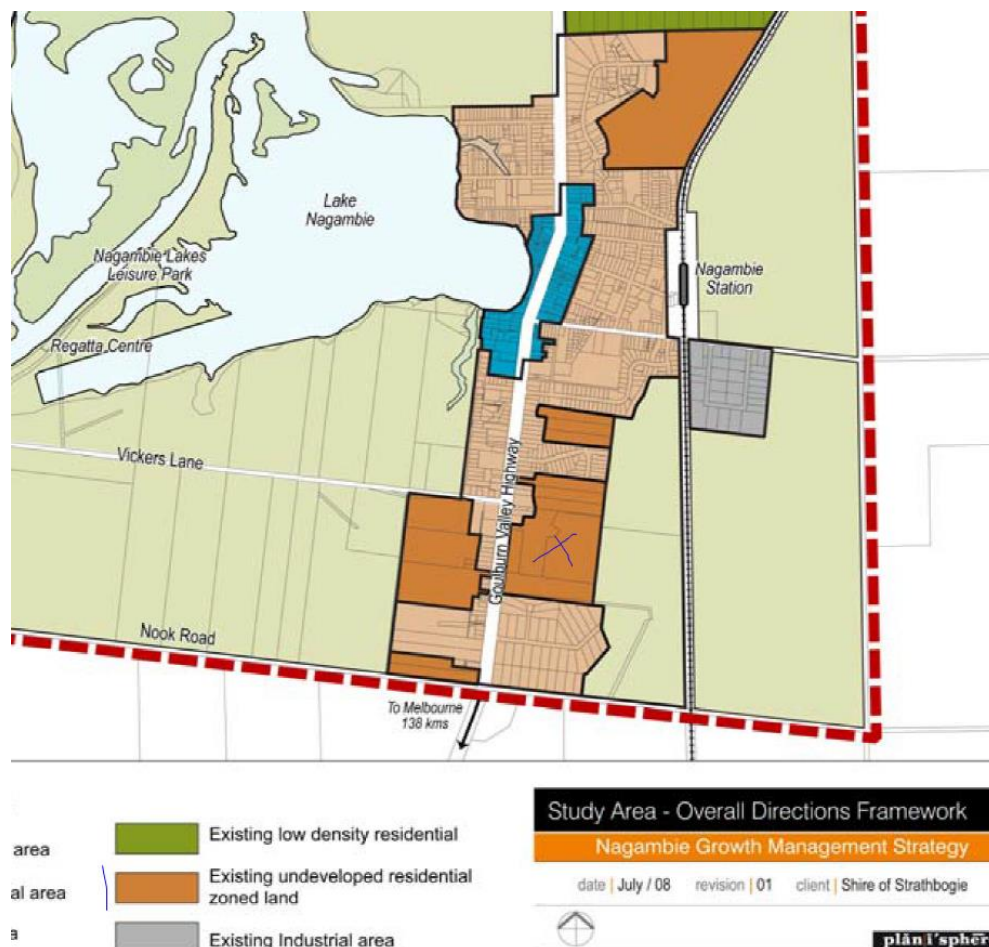 Lake
Nagambie
Nagambie Lakes
Leisure Park
Regatta Centre
Nagambie
Station
Vickers Lane
Goulburn Valley Highway
Nook Road
To Melbourne
138 kms
area
al area
a
Existing low density residential
Existing undeveloped residential
zoned land
Existing Industrial area
Study Area - Overall Directions Framework
Nagambie Growth Management Strategy
date | July / 08 revision | 01 client | Shire of Strathbogie
plan i'sphere